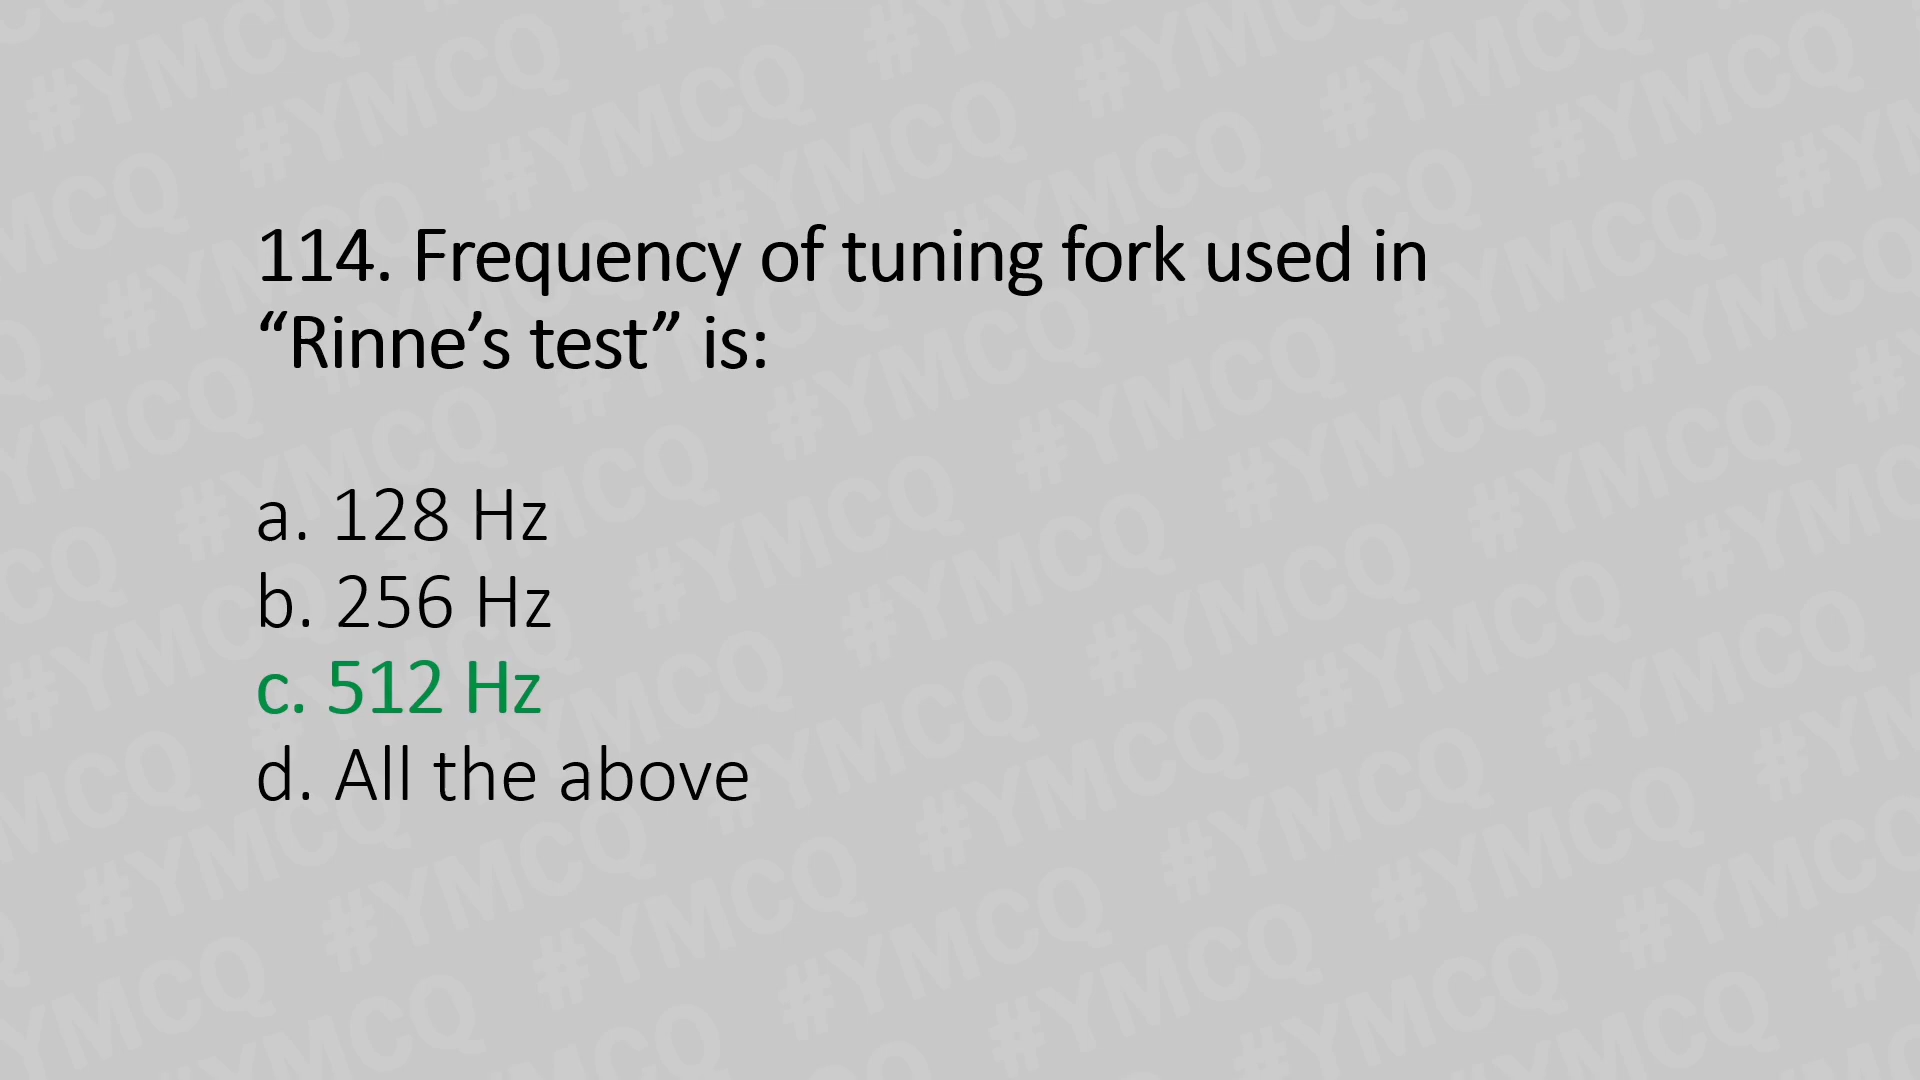 114. Frequency of tuning fork used in
“Rinne’s test” is:
a. 128 Hz
b. 256 Hz
c. 512 Hz
d. All the above
#YMCQ